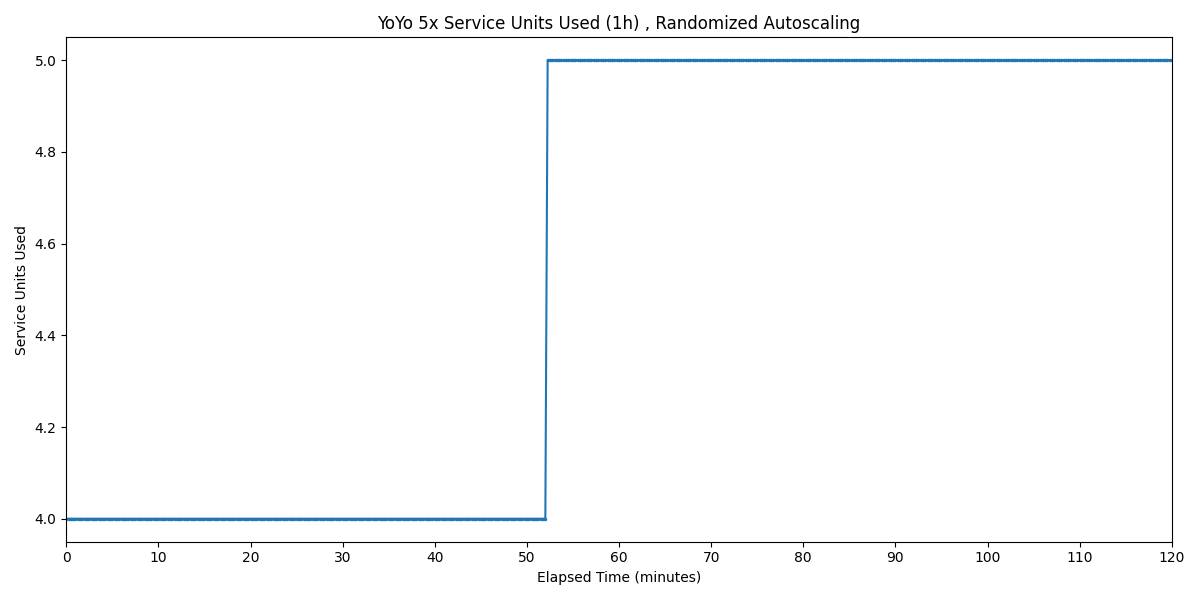 YoYo 5x Service Units Used (1h) , Randomized Autoscaling
5.0
4.8
4.6
4.4
4.2
4.0
Service Units Used
0 10 20 30 40 50 60 70 80 90 100 110 120
Elapsed Time (minutes)